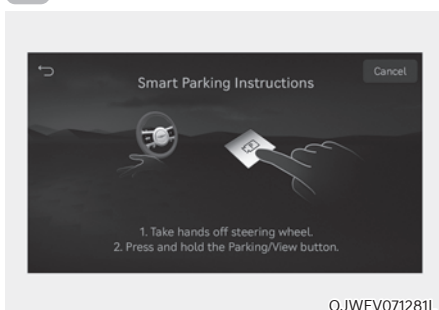 Smart Parking Instructions
Cancel
1. Take hands off steering wheel.
2. Press and hold the Parking/View button.
OJWEV071281L